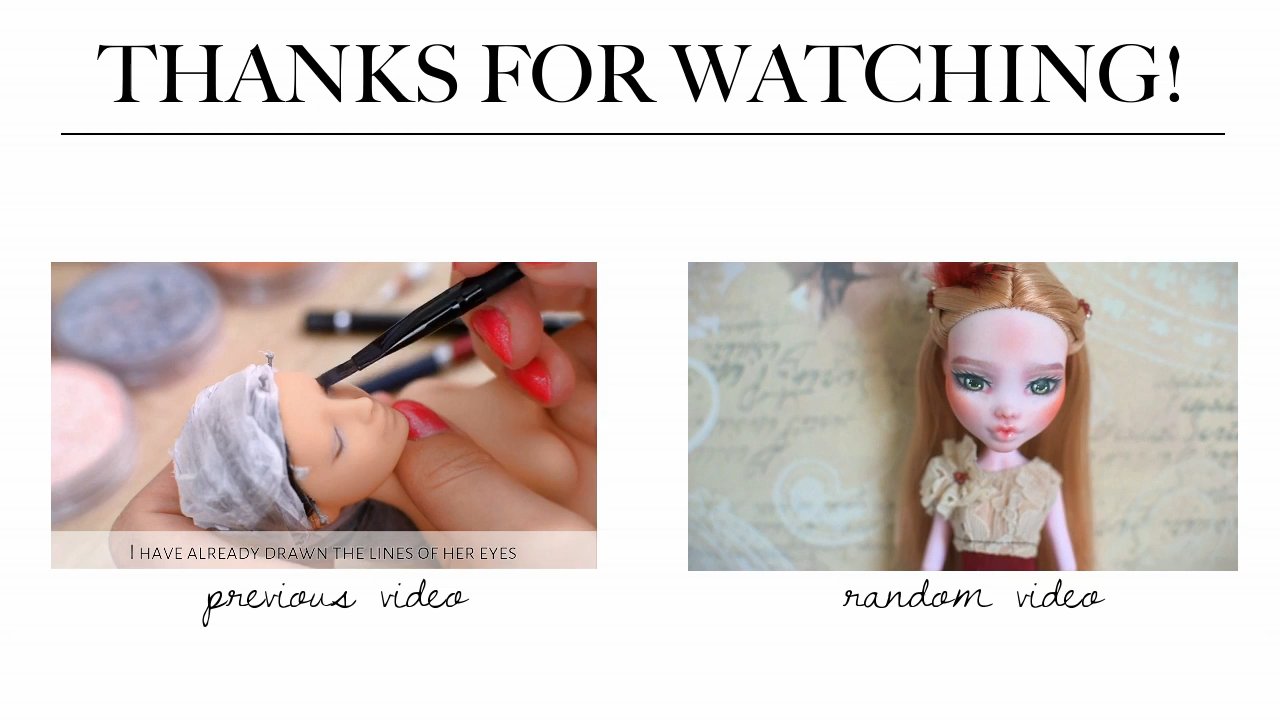 THANKS FOR WATCHING!
I HAVE ALREADY DRAWN THE LINES OF HER EYES
previous video
random video